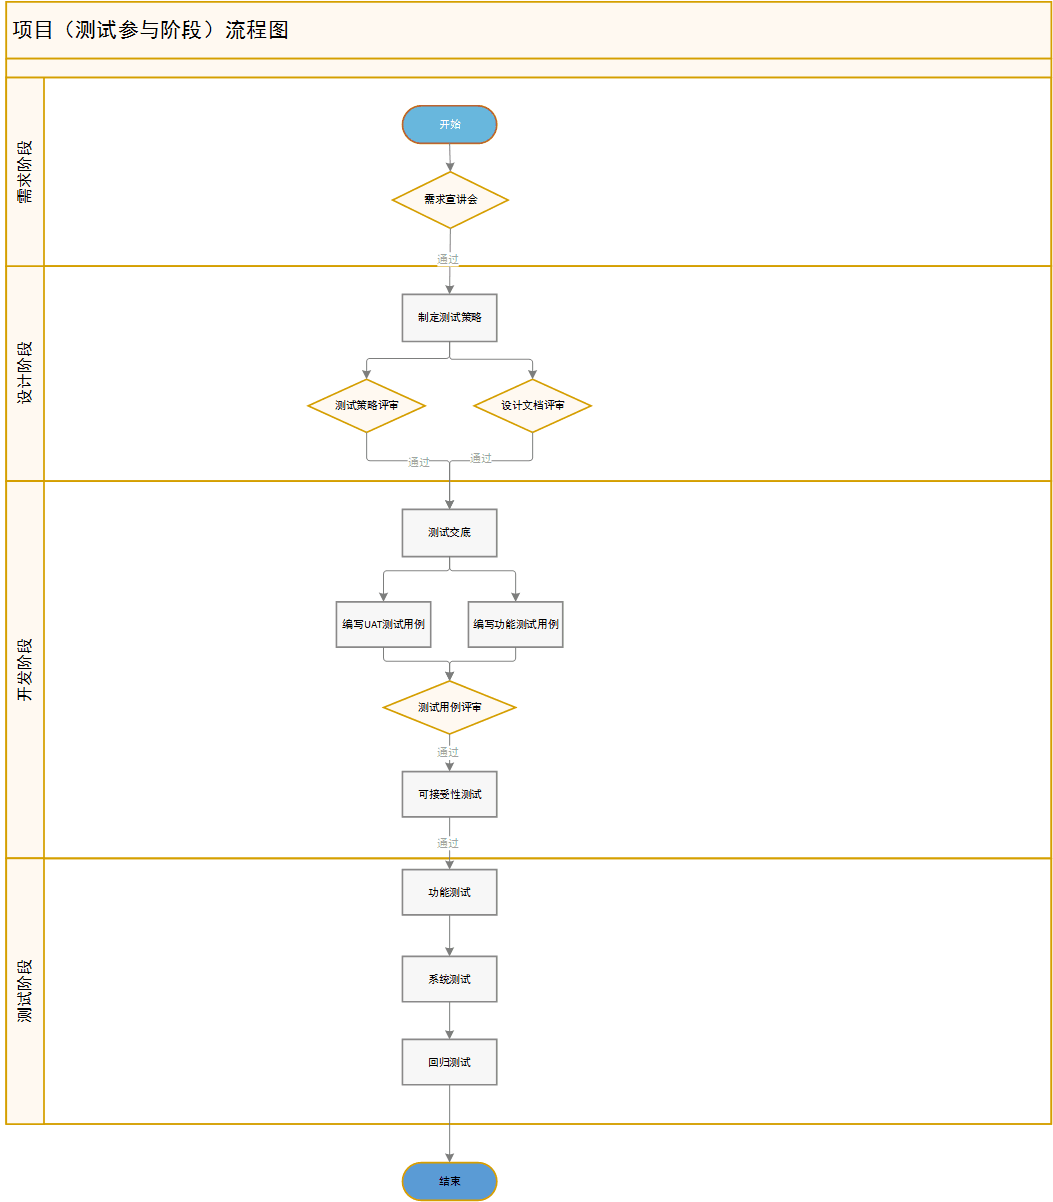 项目（测试参与阶段）流程图
需求阶段
开始
需求宣讲会
通过
设计阶段
制定测试策略
测试策略评审
设计文档评审
通过
通过
开发阶段
测试交底
编写UAT测试用例
编写功能测试用例
测试用例评审
通过
可接受性测试
通过
测试阶段
功能测试
系统测试
回归测试
结束